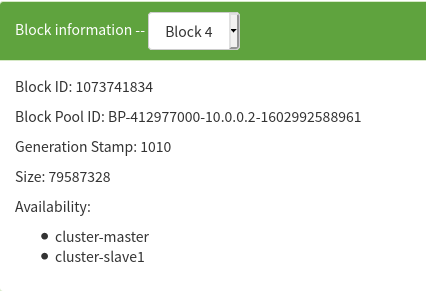 Block information -- Block 4
Block ID: 1073741834
Block Pool ID: BP-412977000-10.0.0.2-1602992588961
Generation Stamp: 1010
Size: 79587328
Availability:
cluster-master
cluster-slave1